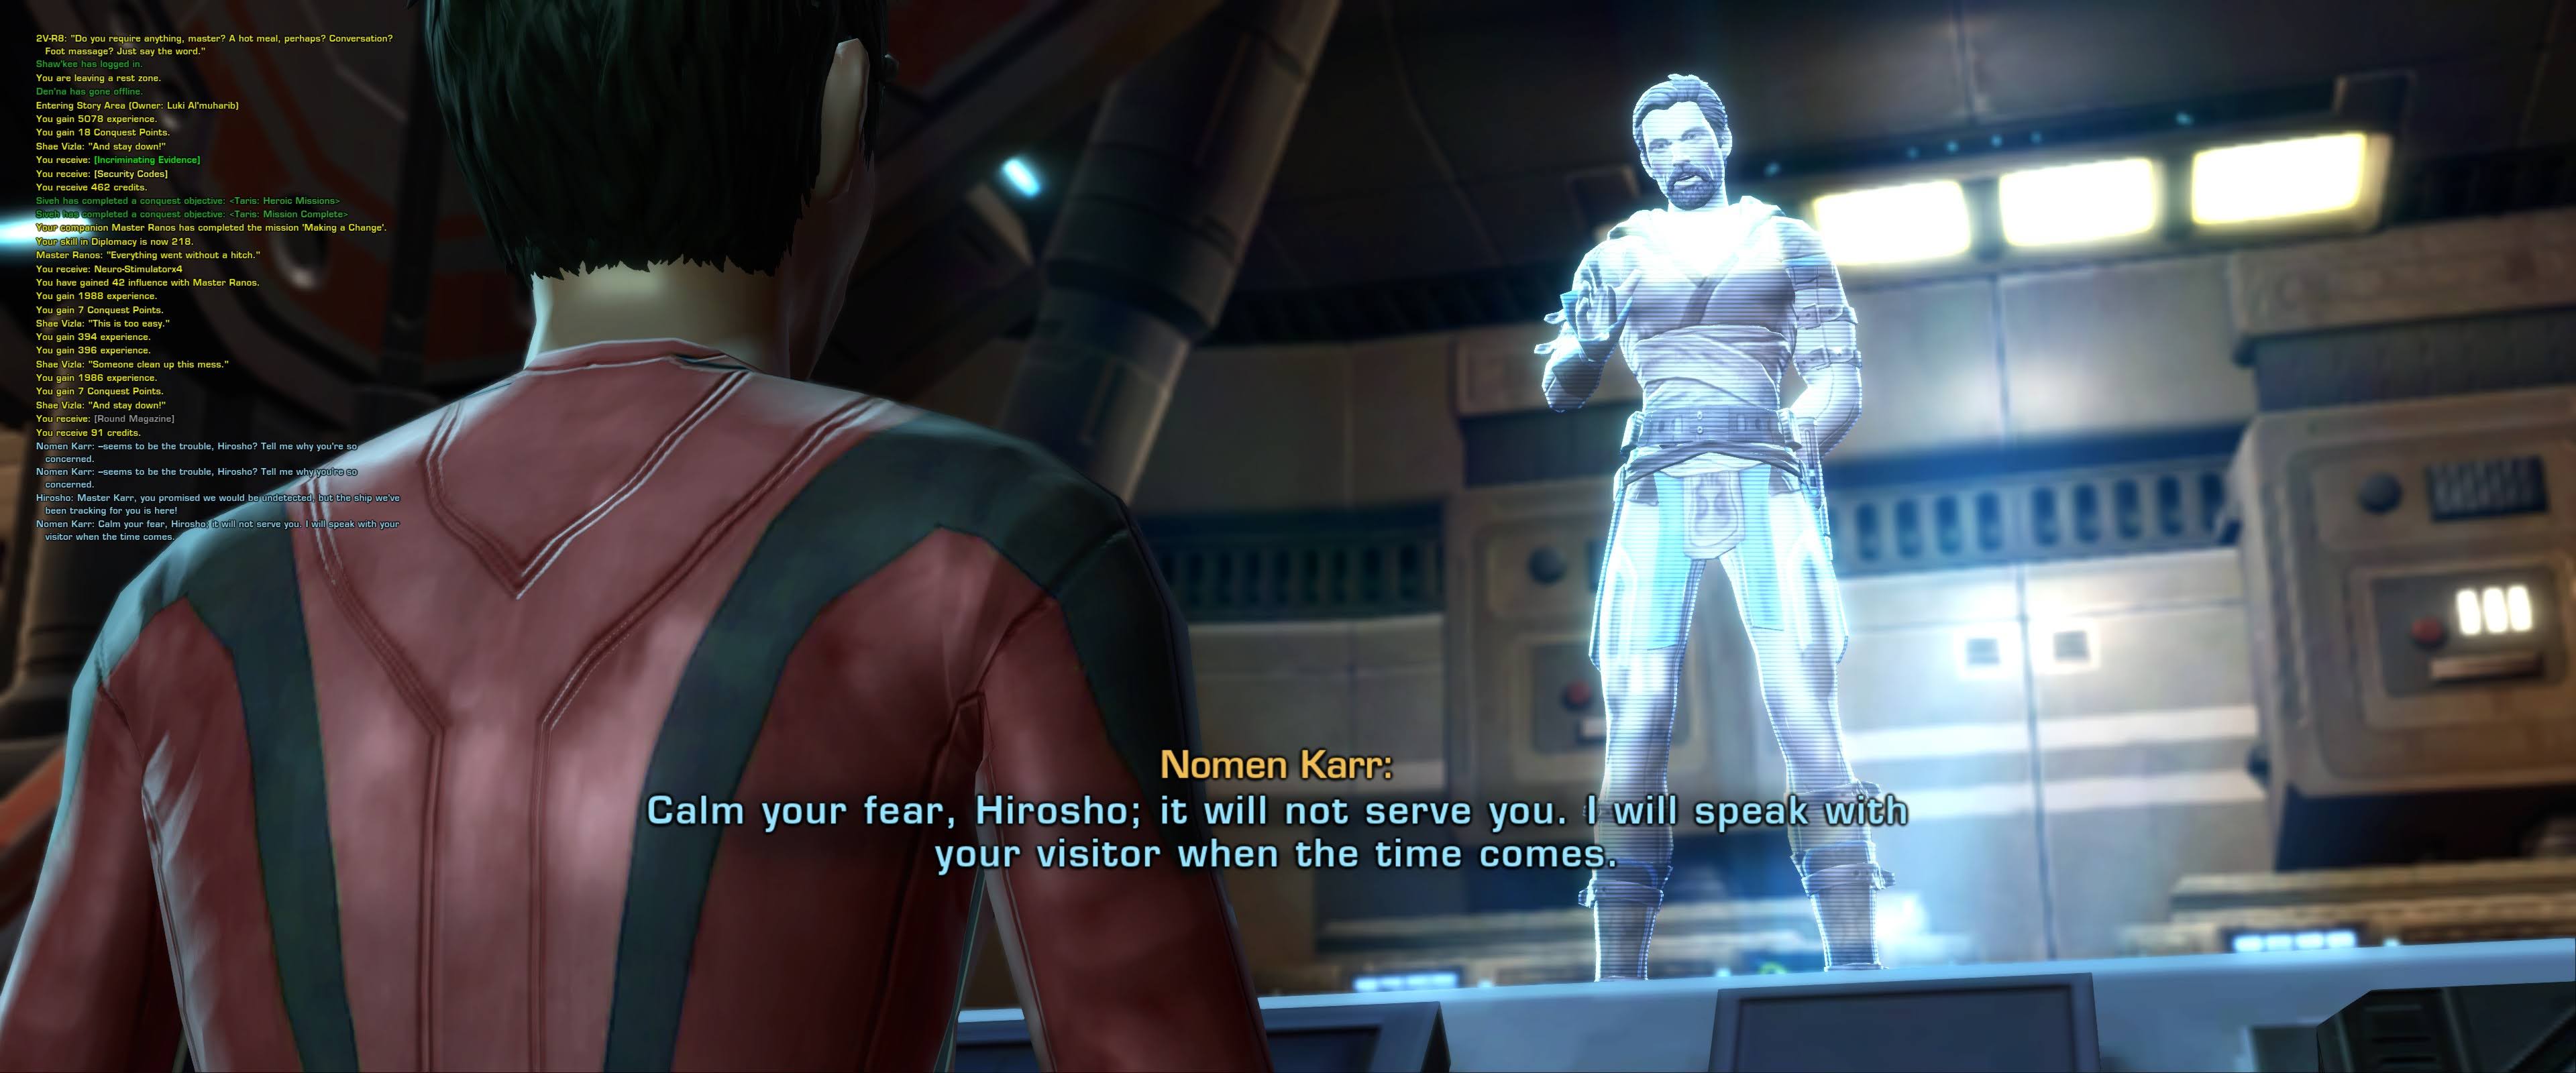 2V-R8: "Do you require anything, master? A hot meal, perhaps? Conversation?
Foot massage? Just say the word."
Shaw'kee has logged in.
You are leaving a rest zone.
Den'na has gone offline.
Entering Story Area (Owner: Luki Al'muharib)
You gain 5078 experience.
You gain 18 Conquest Points.
Shae Vizla: "And stay down!"
You receive: [Incriminating Evidence]
You receive: [Security Codes]
You receive 462 credits.
Siveh has completed a conquest objective: <Taris: Heroic Missions>
Siveh has completed a conquest objective: <Taris: Mission Complete>
Your companion Master Ranos has completed the mission 'Making a Change'.
Your skill in Diplomacy is now 218.
Master Ranos: "Everything went without a hitch."
You receive: Neuro-Stimulatorx4
You have gained 42 influence with Master Ranos.
You gain 1988 experience.
You gain 7 Conquest Points.
Shae Vizla: "This is too easy."
You gain 394 experience.
You gain 396 experience.
Shae Vizla: "Someone clean up this mess."
You gain 1986 experience.
You gain 7 Conquest Points.
Shae Vizla: "And stay down!"
You receive: [Round Magazine]
You receive 91 credits.
Nomen Karr: —seems to be the trouble, Hirosho? Tell me why you're so
concerned.
Nomen Karr: —seems to be the trouble, Hirosho? Tell me why you're so
concerned.
Hirosho: Master Karr, you promised we would be undetected, but the ship we've
been tracking for you is here!
Nomen Karr: Calm your fear, Hirosho; it will not serve you. I will speak with your
visitor when the time comes.
Nomen Karr:
Calm your fear, Hirosho; it will not serve you. I will speak with
your visitor when the time comes.